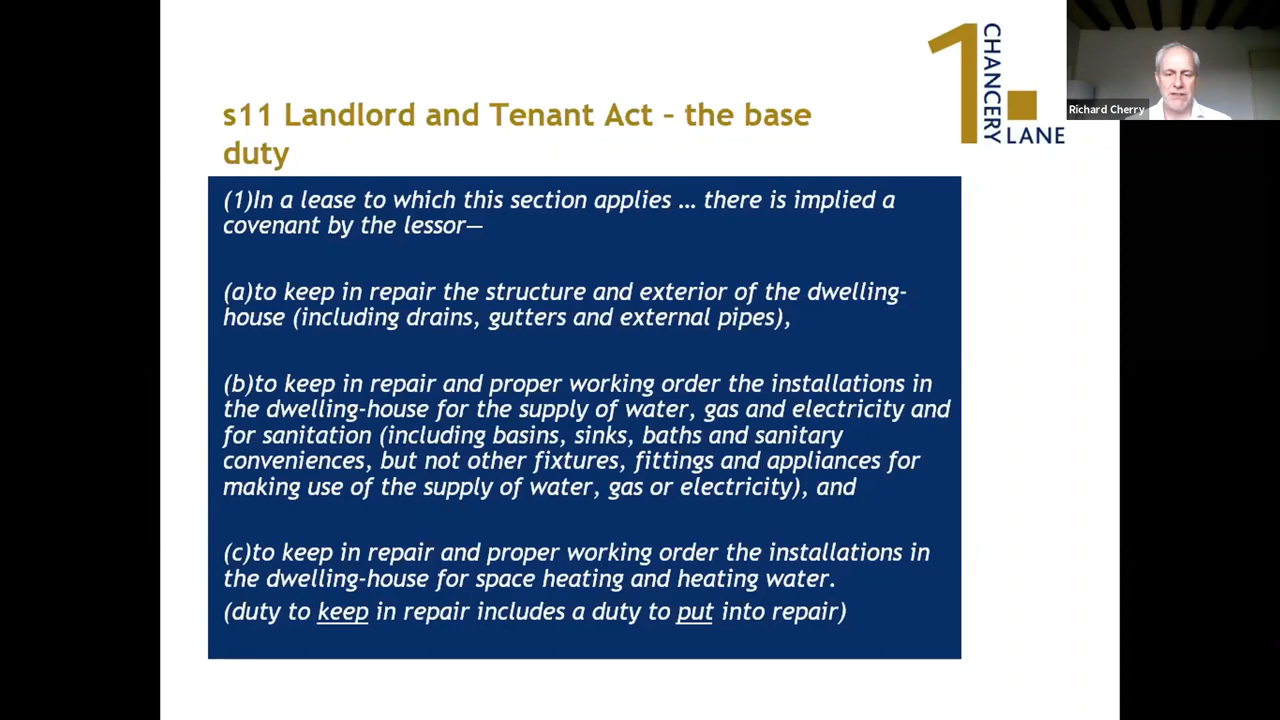 s11 Landlord and Tenant Act – the base
duty
1
CHANCERY
LANE
Richard Cherry
(1)In a lease to which this section applies … there is implied a
covenant by the lessor—
(a)to keep in repair the structure and exterior of the dwelling-
house (including drains, gutters and external pipes),
(b)to keep in repair and proper working order the installations in
the dwelling-house for the supply of water, gas and electricity and
for sanitation (including basins, sinks, baths and sanitary
conveniences, but not other fixtures, fittings and appliances for
making use of the supply of water, gas or electricity), and
(c)to keep in repair and proper working order the installations in
the dwelling-house for space heating and heating water.
(duty to keep in repair includes a duty to put into repair)